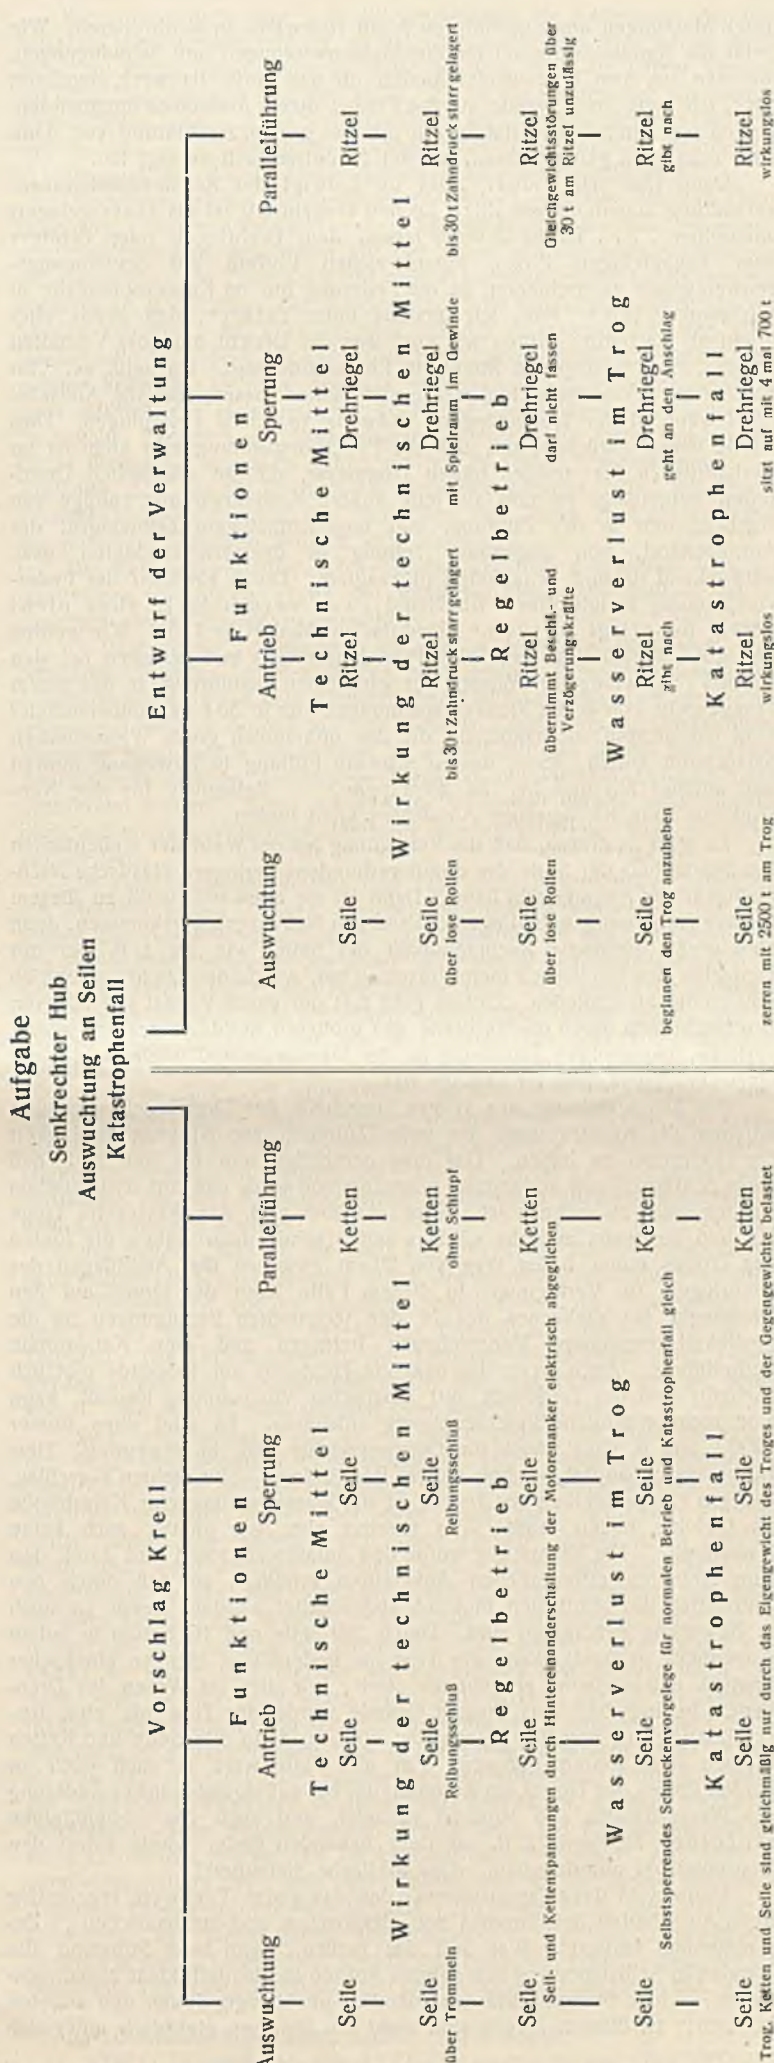 Aufgabe
Senkrechter Hub
Auswuchtung an Seilen
Katastrophenfall
Vorschlag Krell
Funktionen
Auswuchtung Antrieb Sperrung Parallelführung
Technische Mittel
Seile Seile Seile Ketten
Wirkung der technischen Mittel
Seile Seile Seile Ketten
über Trommeln Reibungsschluß Reibungsschluß ohne Schlupf
Regelbetrieb
Seile Seile Seile Ketten
Seil- und Kettenspannungen durch Hintereinanderschaltung der Motorenanker elektrisch abgeglichen
Wasserverlust im Trog
Seile Seile Seile Ketten
Selbstsperrendes Schneckenvorgelege für normalen Betrieb und Katastrophenfall gleich
Katastrophenfall
Seile Seile Seile Ketten
Trog, Ketten und Seile sind gleichmäßig nur durch das Eigengewicht des Troges und der Gegengewichte belastet
Entwurf der Verwaltung
Funktionen
Auswuchtung Antrieb Sperrung Parallelführung
Technische Mittel
Seile Ritzel Drehriegel Ritzel
Wirkung der technischen Mittel
Seile Ritzel Drehriegel Ritzel
über lose Rollen bis 30 t Zahndruck starr gelagert mit Spielraum im Gewinde bis 30 t Zahndruck starr gelagert
Regelbetrieb
Seile Ritzel Drehriegel Ritzel
über lose Rollen übernimmt Beschl.- und darf nicht fassen Gleichgewichtsstörungen über
Verzögerungskräfte 30 t am Ritzel unzulässig
Wasserverlust im Trog
Seile Ritzel Drehriegel Ritzel
beginnen den Trog anzuheben gibt nach geht an den Anschlag gibt nach
Katastrophenfall
Seile Ritzel Drehriegel Ritzel
zerren mit 2500 t am Trog wirkungslos sitzt auf mit 4 mal 700 t wirkungslos